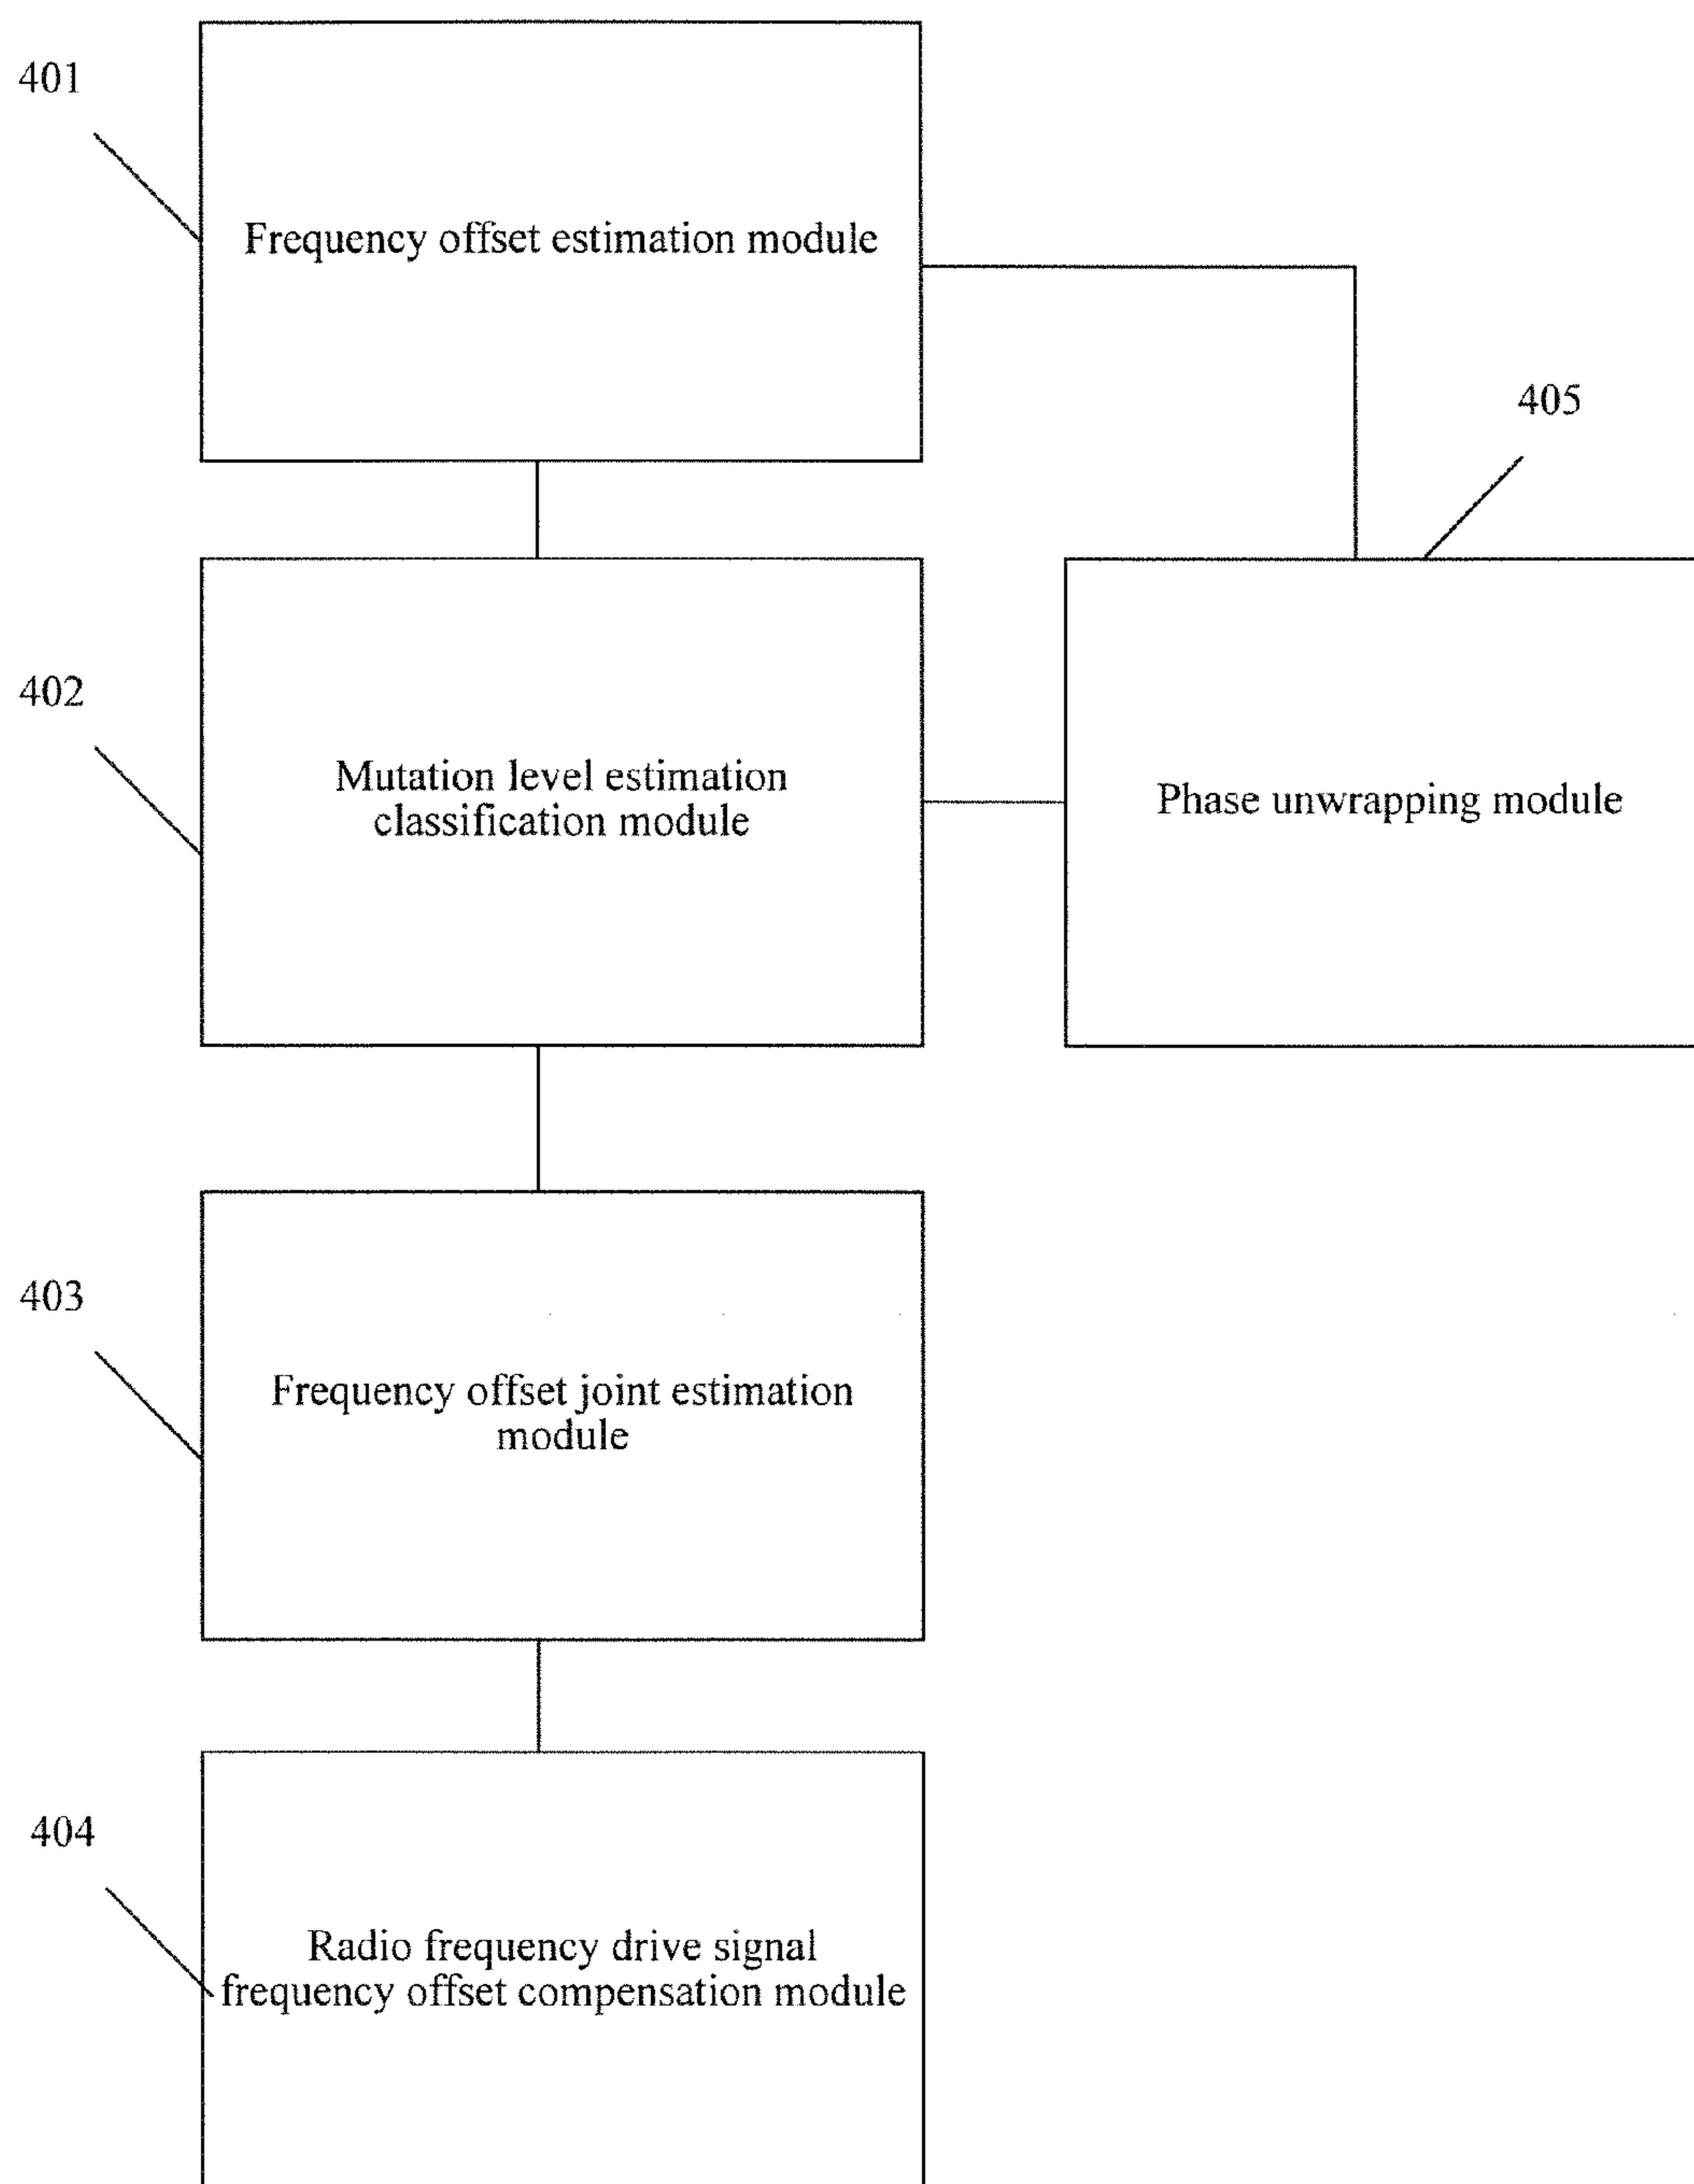 401
Frequency offset estimation module
405
402
Mutation level estimation
classification module
Phase unwrapping module
403
Frequency offset joint estimation
module
404
Radio frequency drive signal
frequency offset compensation module